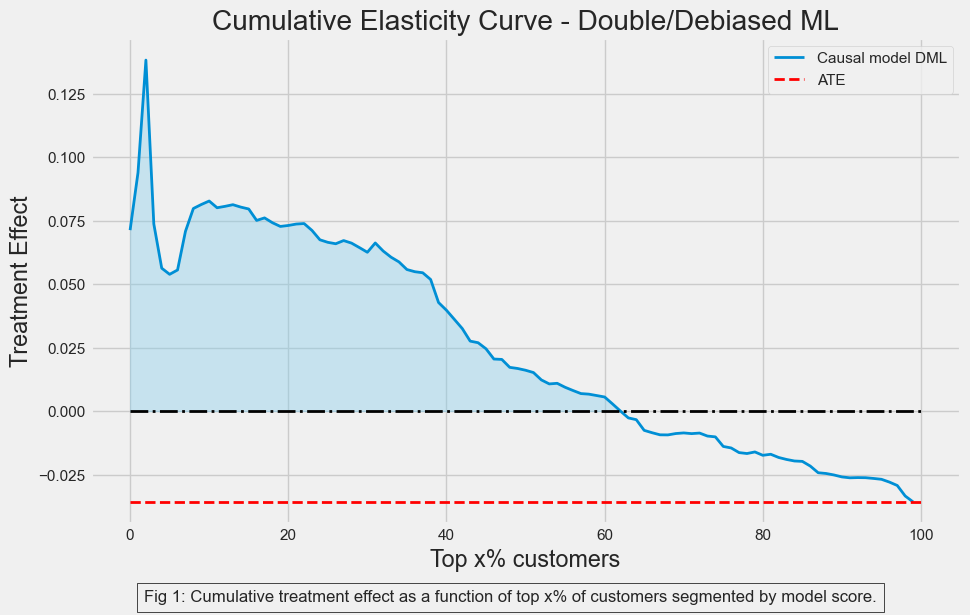 Cumulative Elasticity Curve - Double/Debiased ML
Causal model DML
ATE
0.125
0.100
0.075
0.050
0.025
0.000
−0.025
Treatment Effect
0
20
40
60
80
100
Top x% customers
Fig 1: Cumulative treatment effect as a function of top x% of customers segmented by model score.